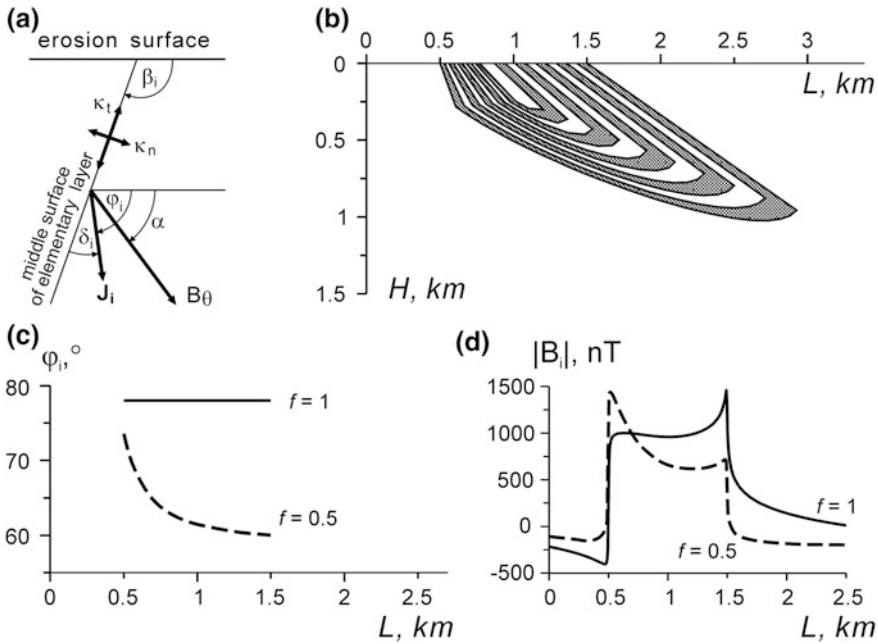 (a)
erosion surface
βᵢ
κₜ
κₙ
middle surface
of elementary layer
φᵢ
α
δᵢ
Jᵢ
B_θ
(b)
0 0.5 1 1.5 2 2.5 3
L, km
0
0.5
1
1.5
H, km
(c)
φᵢ,°
80
70
60
f = 1
f = 0.5
0 0.5 1 1.5 2 2.5
L, km
(d)
|Bᵢ|, nT
1500
1000
500
0
-500
f = 1
f = 0.5
0 0.5 1 1.5 2 2.5
L, km